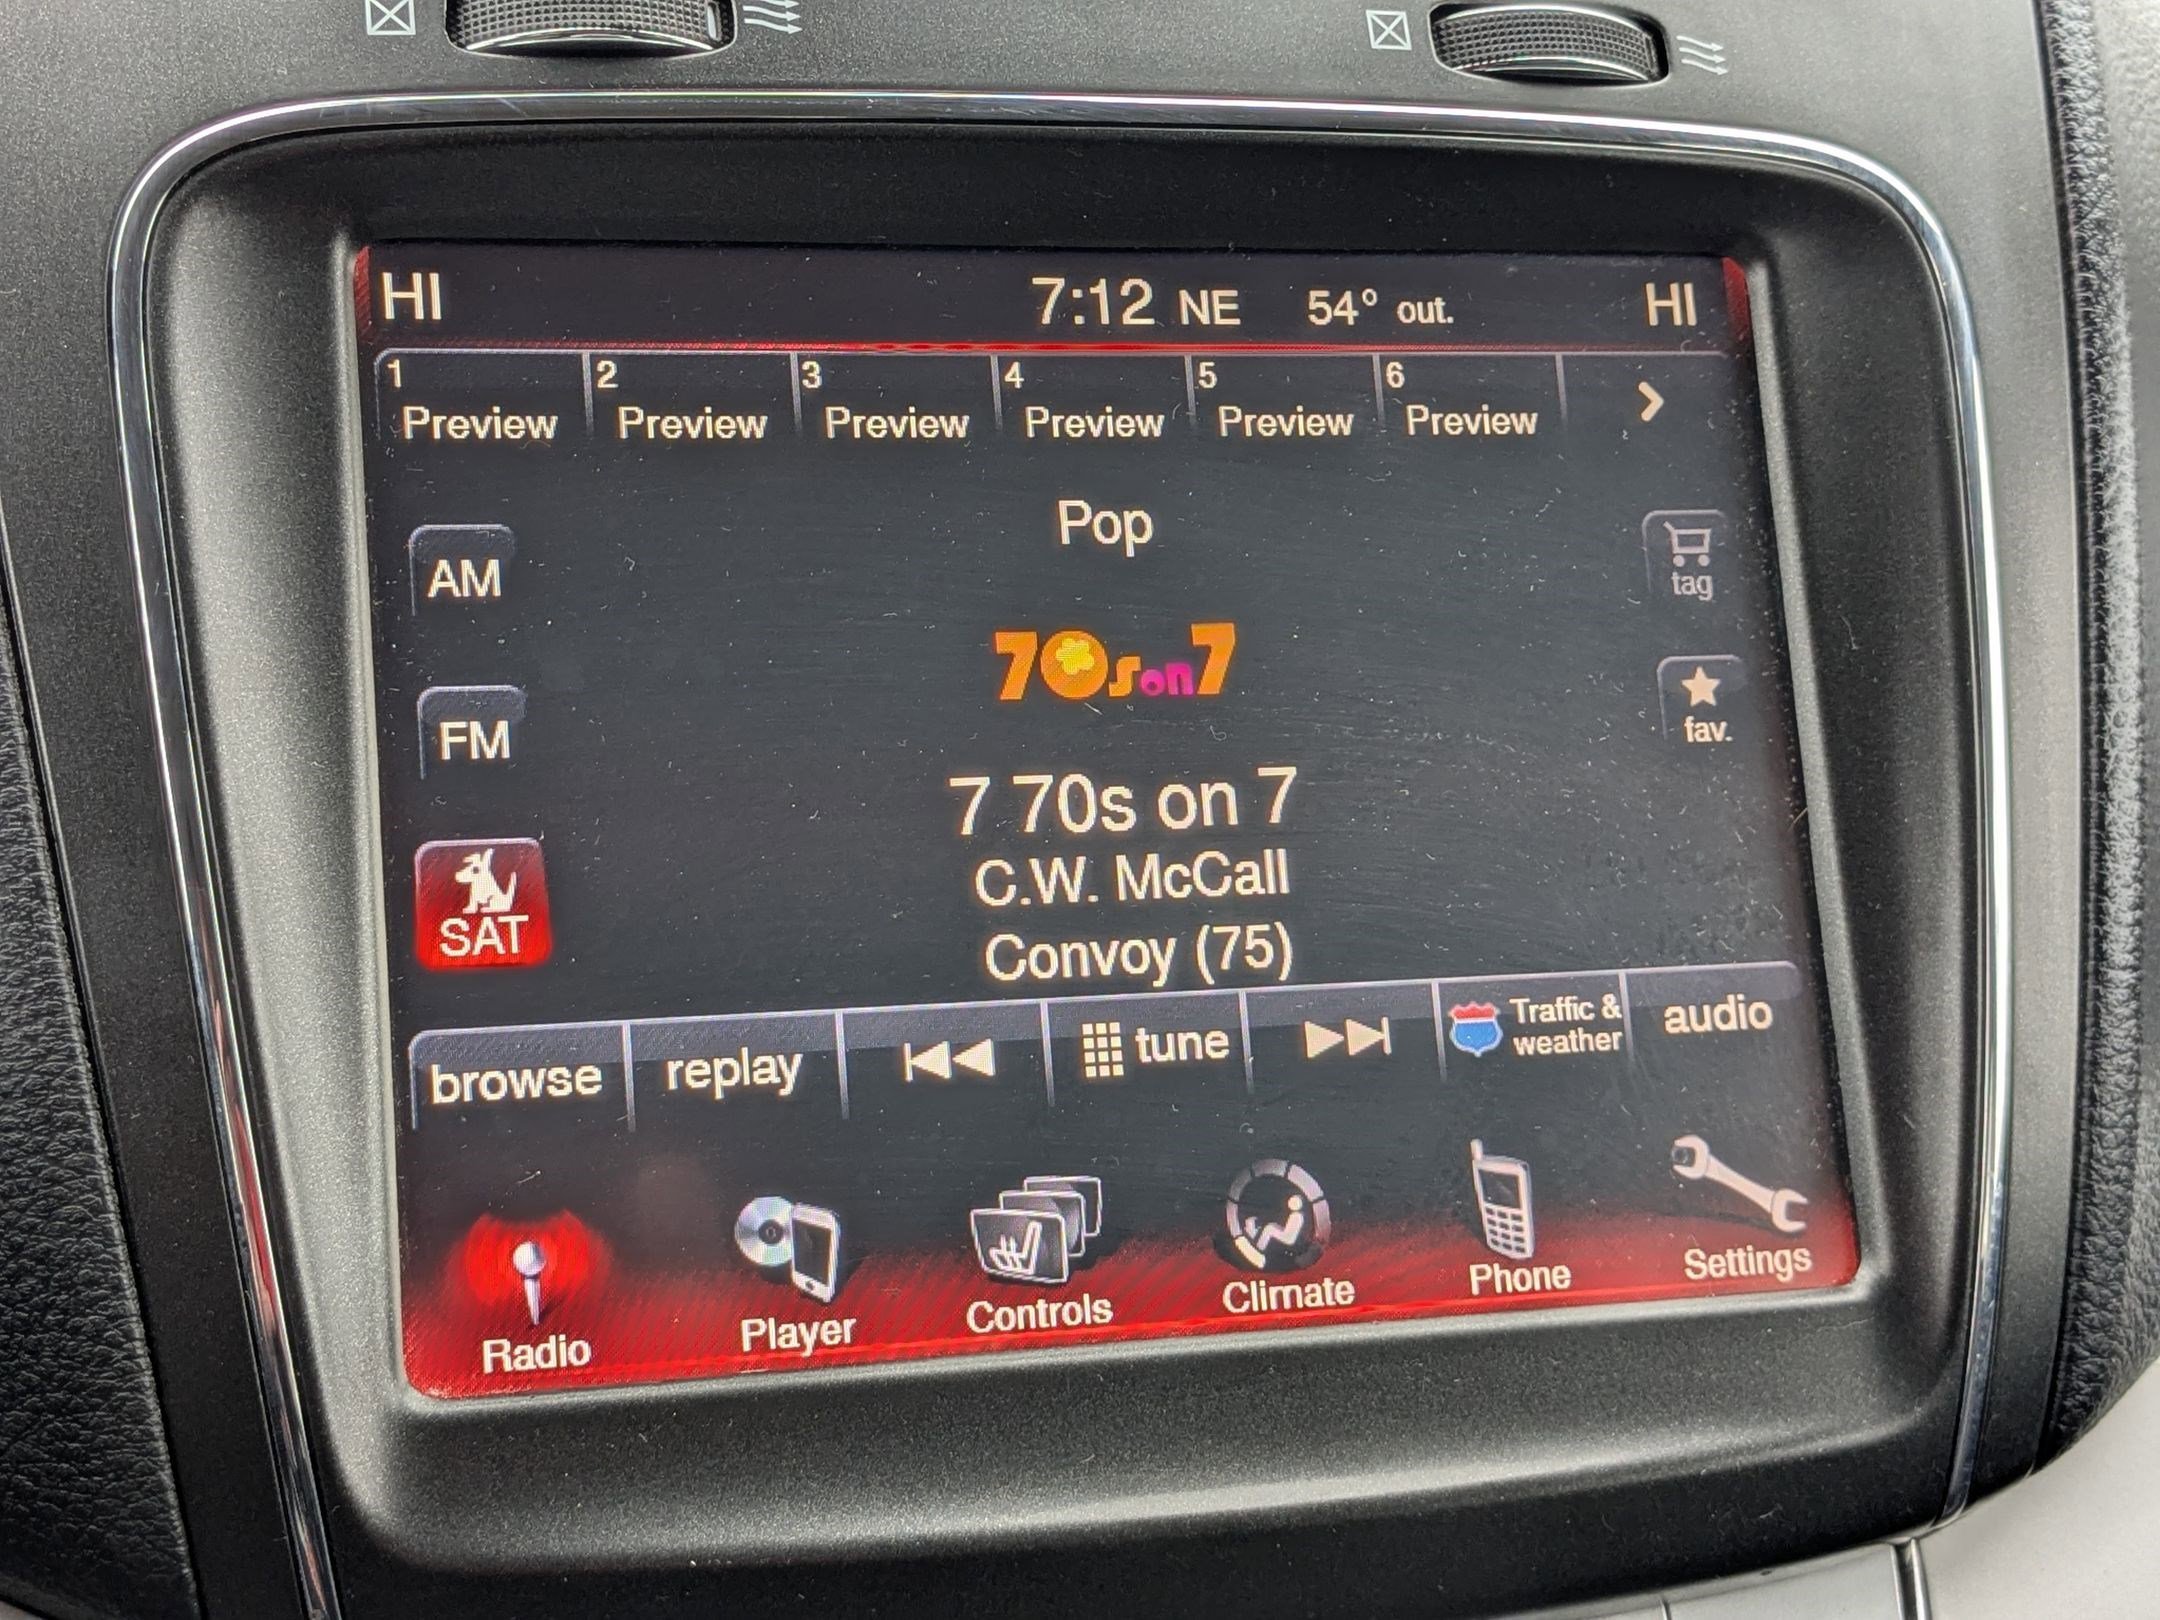 HI 7:12 NE 54° out. HI
1 2 3 4 5 6
Preview Preview Preview Preview Preview Preview
Pop
AM
tag
70s on 7
FM
fav.
7 70s on 7
C.W. McCall
SAT
Convoy (75)
browse replay tune Traffic & weather audio
Radio Player Controls Climate Phone Settings